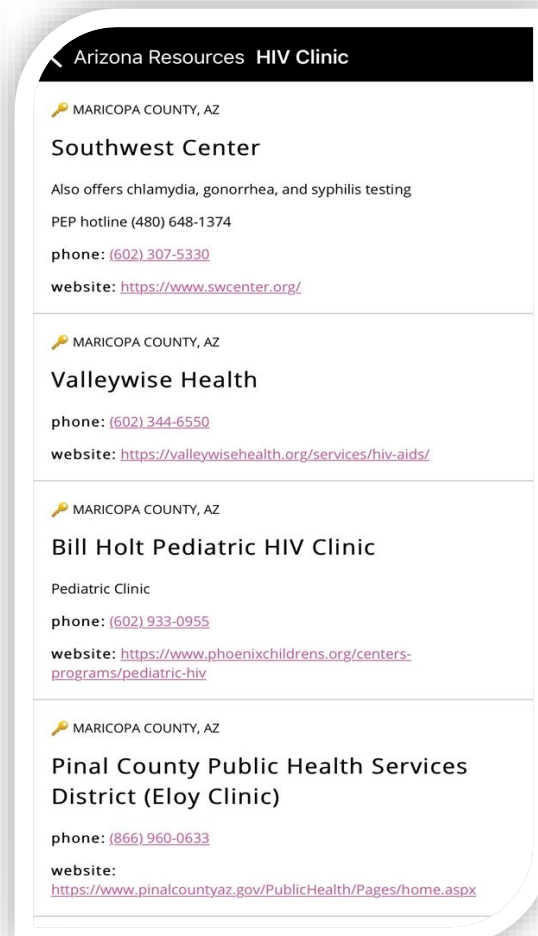 Arizona Resources HIV Clinic
🔑 MARICOPA COUNTY, AZ
Southwest Center
Also offers chlamydia, gonorrhea, and syphilis testing
PEP hotline (480) 648-1374
phone: (602) 307-5330
website: https://www.swcenter.org/
🔑 MARICOPA COUNTY, AZ
Valleywise Health
phone: (602) 344-6550
website: https://valleywisehealth.org/services/hiv-aids/
🔑 MARICOPA COUNTY, AZ
Bill Holt Pediatric HIV Clinic
Pediatric Clinic
phone: (602) 933-0955
website: https://www.phoenixchildrens.org/centers-
programs/pediatric-hiv
🔑 MARICOPA COUNTY, AZ
Pinal County Public Health Services
District (Eloy Clinic)
phone: (866) 960-0633
website:
https://www.pinalcountyaz.gov/PublicHealth/Pages/home.aspx